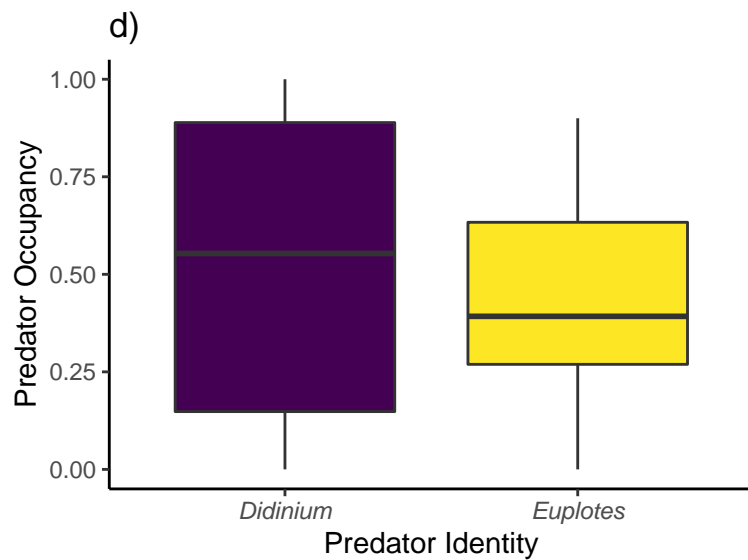 d)
Predator Occupancy
1.00
0.75
0.50
0.25
0.00
Didinium
Euplotes
Predator Identity